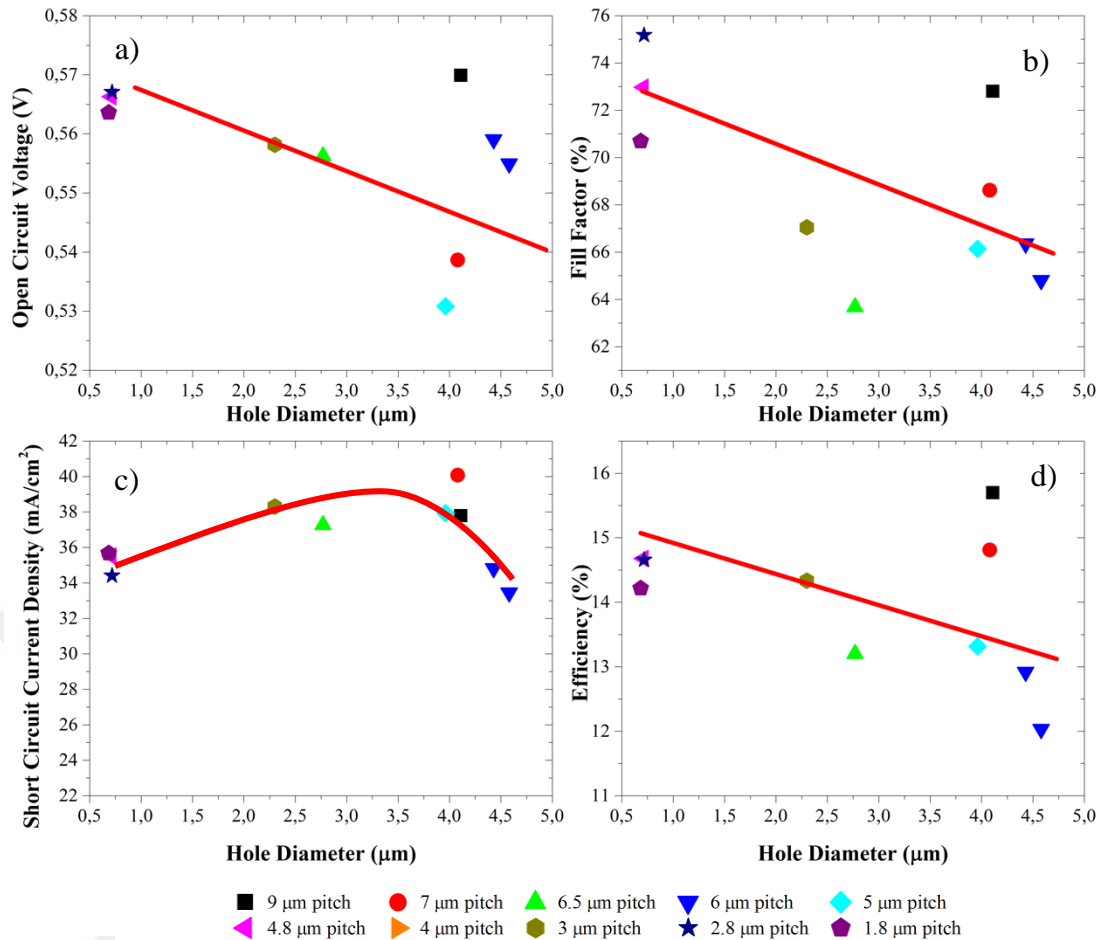 a)
0,58
0,57
0,56
0,55
0,54
0,53
0,52
Open Circuit Voltage (V)
0,5 1,0 1,5 2,0 2,5 3,0 3,5 4,0 4,5 5,0
Hole Diameter (μm)
b)
76
74
72
70
68
66
64
62
Fill Factor (%)
0,5 1,0 1,5 2,0 2,5 3,0 3,5 4,0 4,5 5,0
Hole Diameter (μm)
c)
42
40
38
36
34
32
30
28
26
24
22
Short Circuit Current Density (mA/cm²)
0,5 1,0 1,5 2,0 2,5 3,0 3,5 4,0 4,5 5,0
Hole Diameter (μm)
d)
16
15
14
13
12
11
Efficiency (%)
0,5 1,0 1,5 2,0 2,5 3,0 3,5 4,0 4,5 5,0
Hole Diameter (μm)
9 μm pitch 7 μm pitch 6.5 μm pitch 6 μm pitch 5 μm pitch
4.8 μm pitch 4 μm pitch 3 μm pitch 2.8 μm pitch 1.8 μm pitch